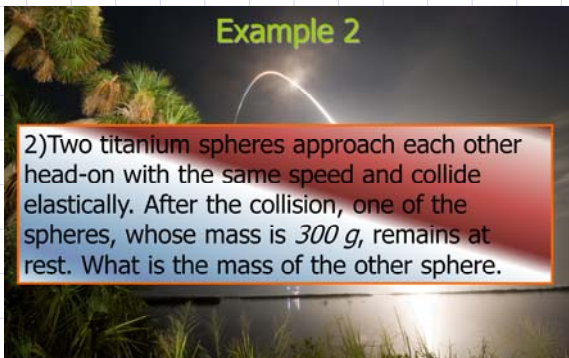 Example 2
2)Two titanium spheres approach each other
head-on with the same speed and collide
elastically. After the collision, one of the
spheres, whose mass is 300 g, remains at
rest. What is the mass of the other sphere.